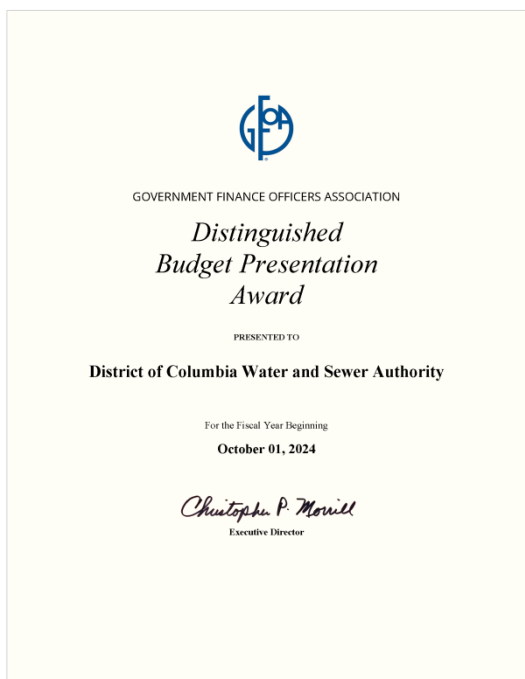 GFOA
GOVERNMENT FINANCE OFFICERS ASSOCIATION
Distinguished
Budget Presentation
Award
PRESENTED TO
District of Columbia Water and Sewer Authority
For the Fiscal Year Beginning
October 01, 2024
Christopher P. Morrill
Executive Director